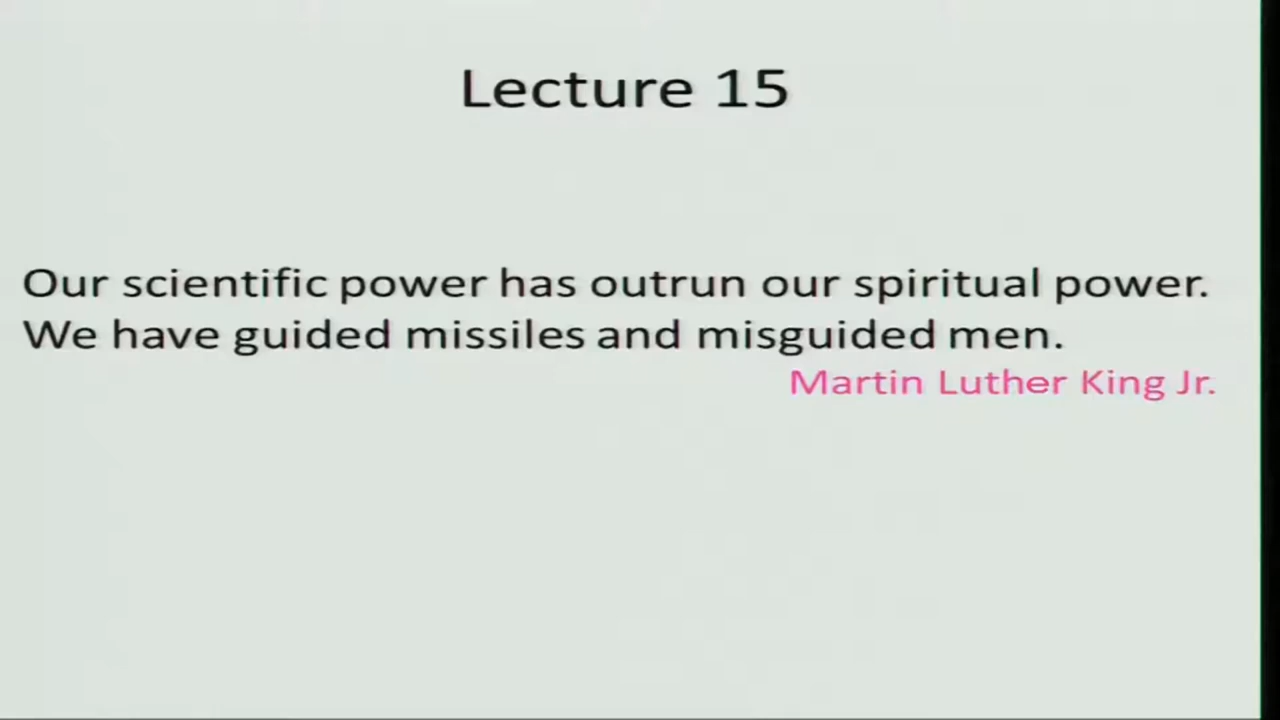 Lecture 15
Our scientific power has outrun our spiritual power.
We have guided missiles and misguided men.
Martin Luther King Jr.